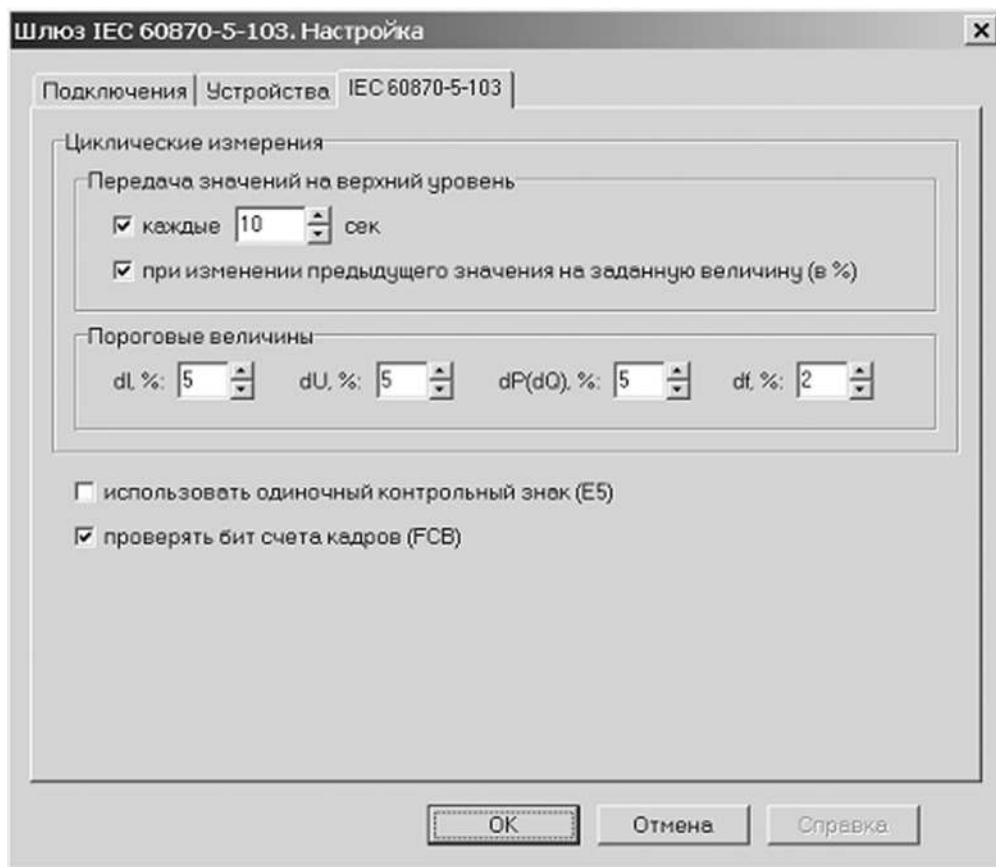 Шлюз IEC 60870-5-103. Настройка
Подключения Устройства IEC 60870-5-103
Циклические измерения
Передача значений на верхний уровень
каждые 10 сек
при изменении предыдущего значения на заданную величину (в %)
Пороговые величины
dI, %: 5 dU, %: 5 dP(dQ), %: 5 df, %: 2
использовать одиночный контрольный знак (E5)
проверять бит счета кадров (FCB)
OK Отмена Справка